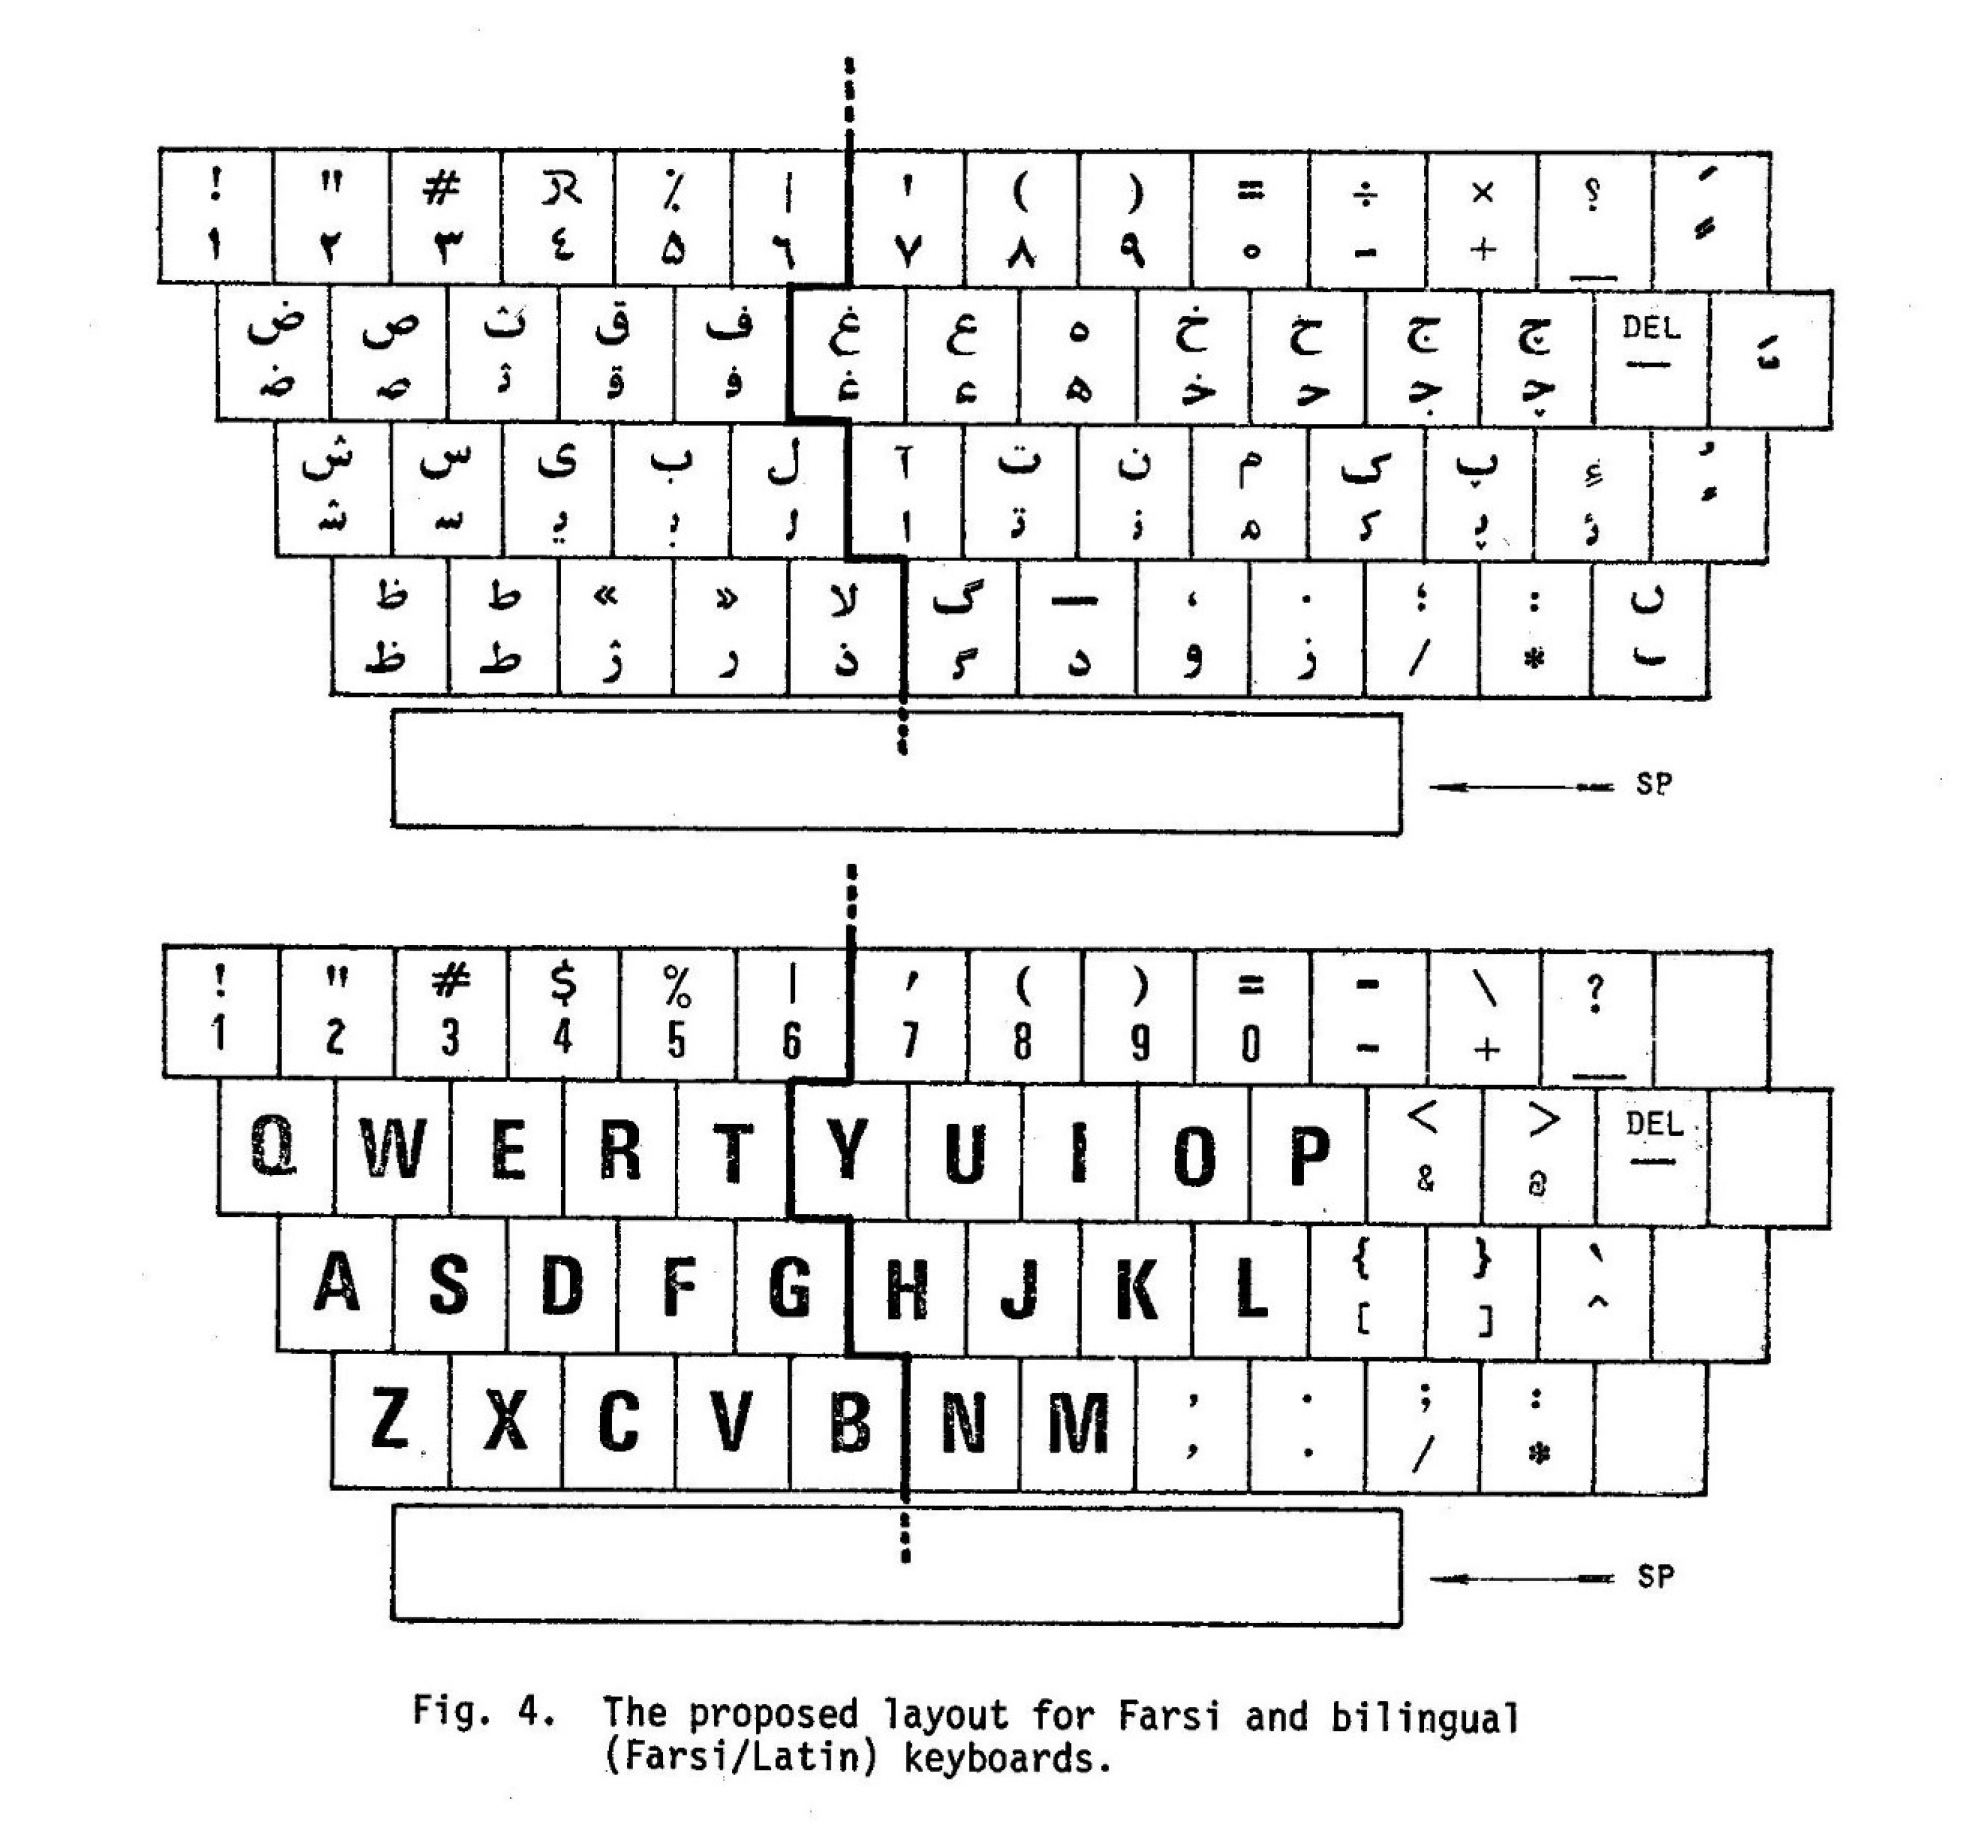 ! " # ٪ | ' ( ) = ÷ × ؟ َ
۱ ۲ ۳ ٤ ۵ ٦ ۷ ۸ ۹ ۰ - + _ ً
ض ص ث ق ف غ ع ه خ ح ج چ DEL
ضـ صـ ثـ قـ فـ غـ عـ هـ خـ حـ جـ چـ —
ش س ی ب ل آ ت ن م ک پ ُ
شـ سـ یـ بـ لـ ا تـ نـ مـ کـ پـ ئـ
ظ ط « » لا گ — ، . ؛ : ں
ظ ط ژ ر ذ گـ د و ز / *
SP
! " # $ % | ' ( ) = - \ ?
1 2 3 4 5 6 7 8 9 0 - + _
Q W E R T Y U I O P < > DEL
& @ —
A S D F G H J K L { } `
[ ] ^
Z X C V B N M , . ; :
, . / *
SP
Fig. 4. The proposed layout for Farsi and bilingual
(Farsi/Latin) keyboards.